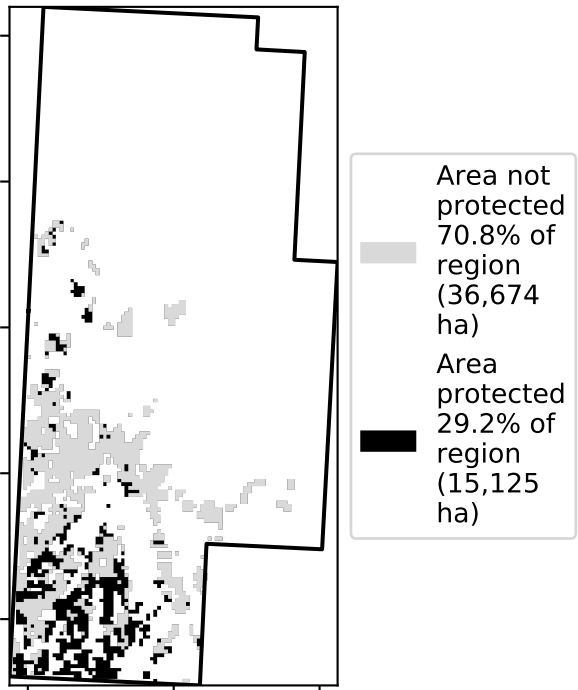 Area not
protected
70.8% of
region
(36,674
ha)
Area
protected
29.2% of
region
(15,125
ha)